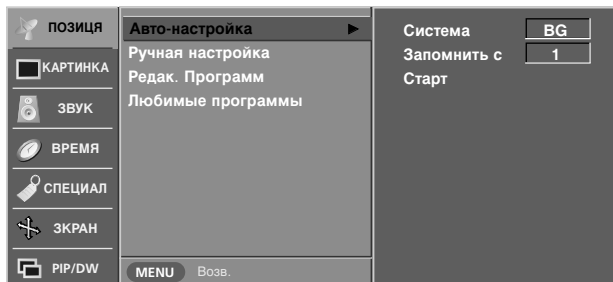 ПОЗИЦЯ
КАРТИНКА
ЗВУК
ВРЕМЯ
СПЕЦИАЛ
ЗКРАН
PIP/DW
Авто-настройка
Ручная настройка
Редак. Программ
Любимые программы
MENU Возв.
Система BG
Запомнить с 1
Старт